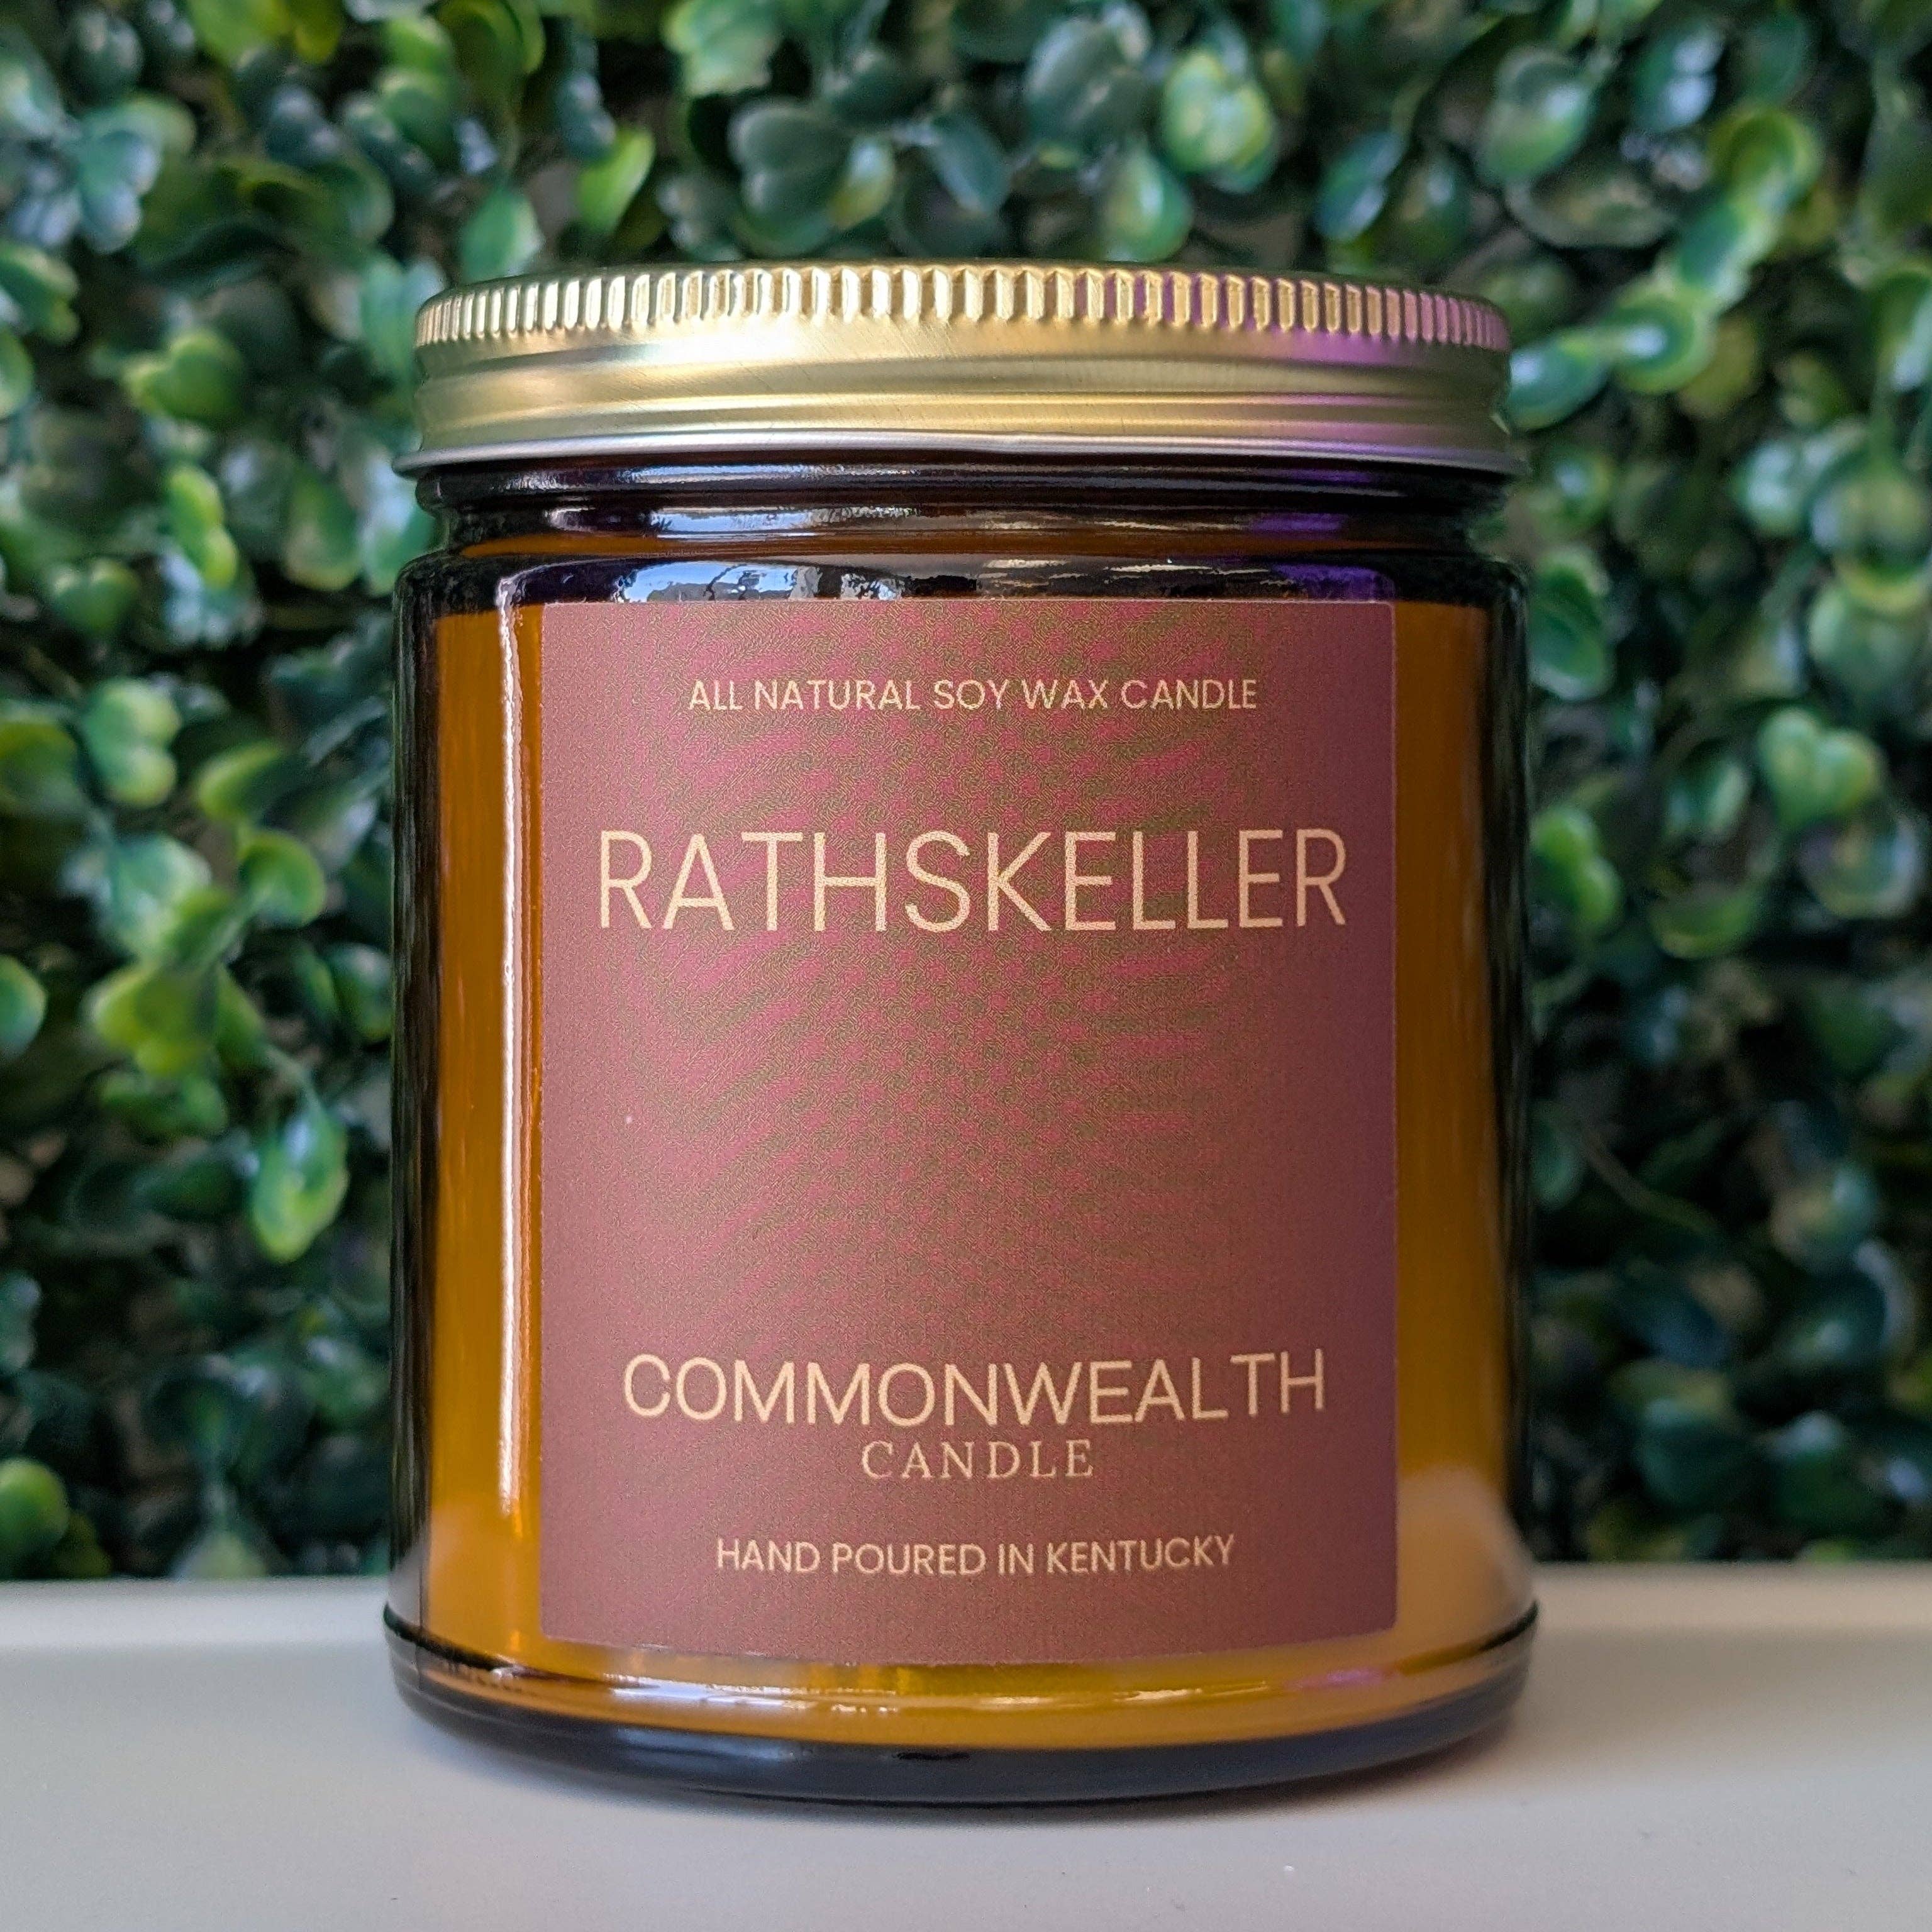 ALL NATURAL SOY WAX CANDLE
RATHSKELLER
COMMONWEALTH
CANDLE
HAND POURED IN KENTUCKY